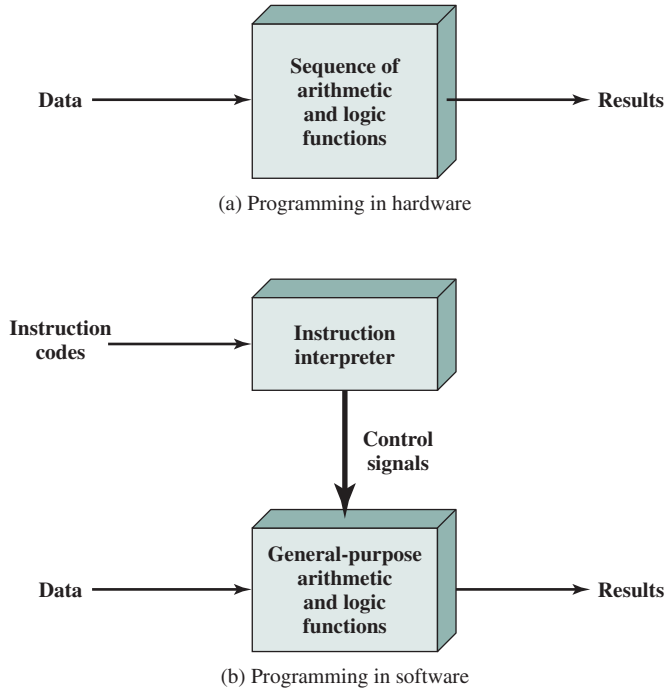 Sequence of
arithmetic
and logic
functions
Data
Results
(a) Programming in hardware
Instruction
codes
Instruction
interpreter
Control
signals
General-purpose
arithmetic
and logic
functions
Data
Results
(b) Programming in software